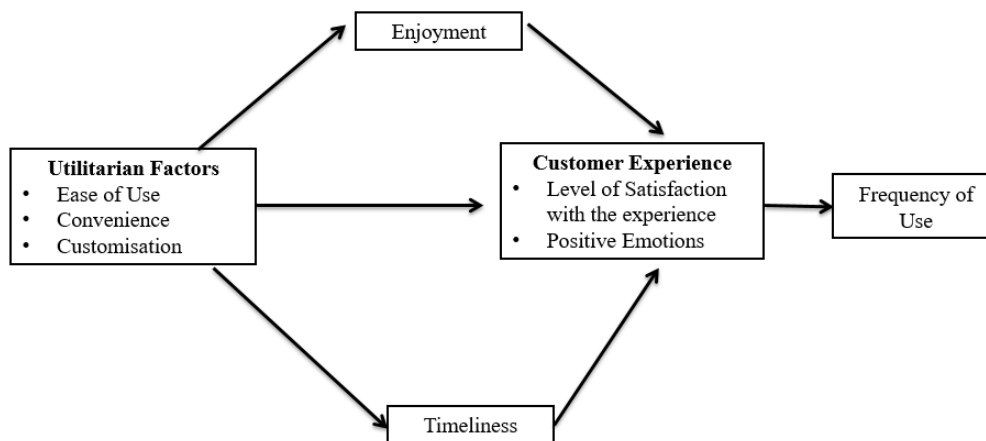 Enjoyment
Utilitarian Factors
• Ease of Use
• Convenience
• Customisation
Customer Experience
• Level of Satisfaction
with the experience
• Positive Emotions
Frequency of
Use
Timeliness